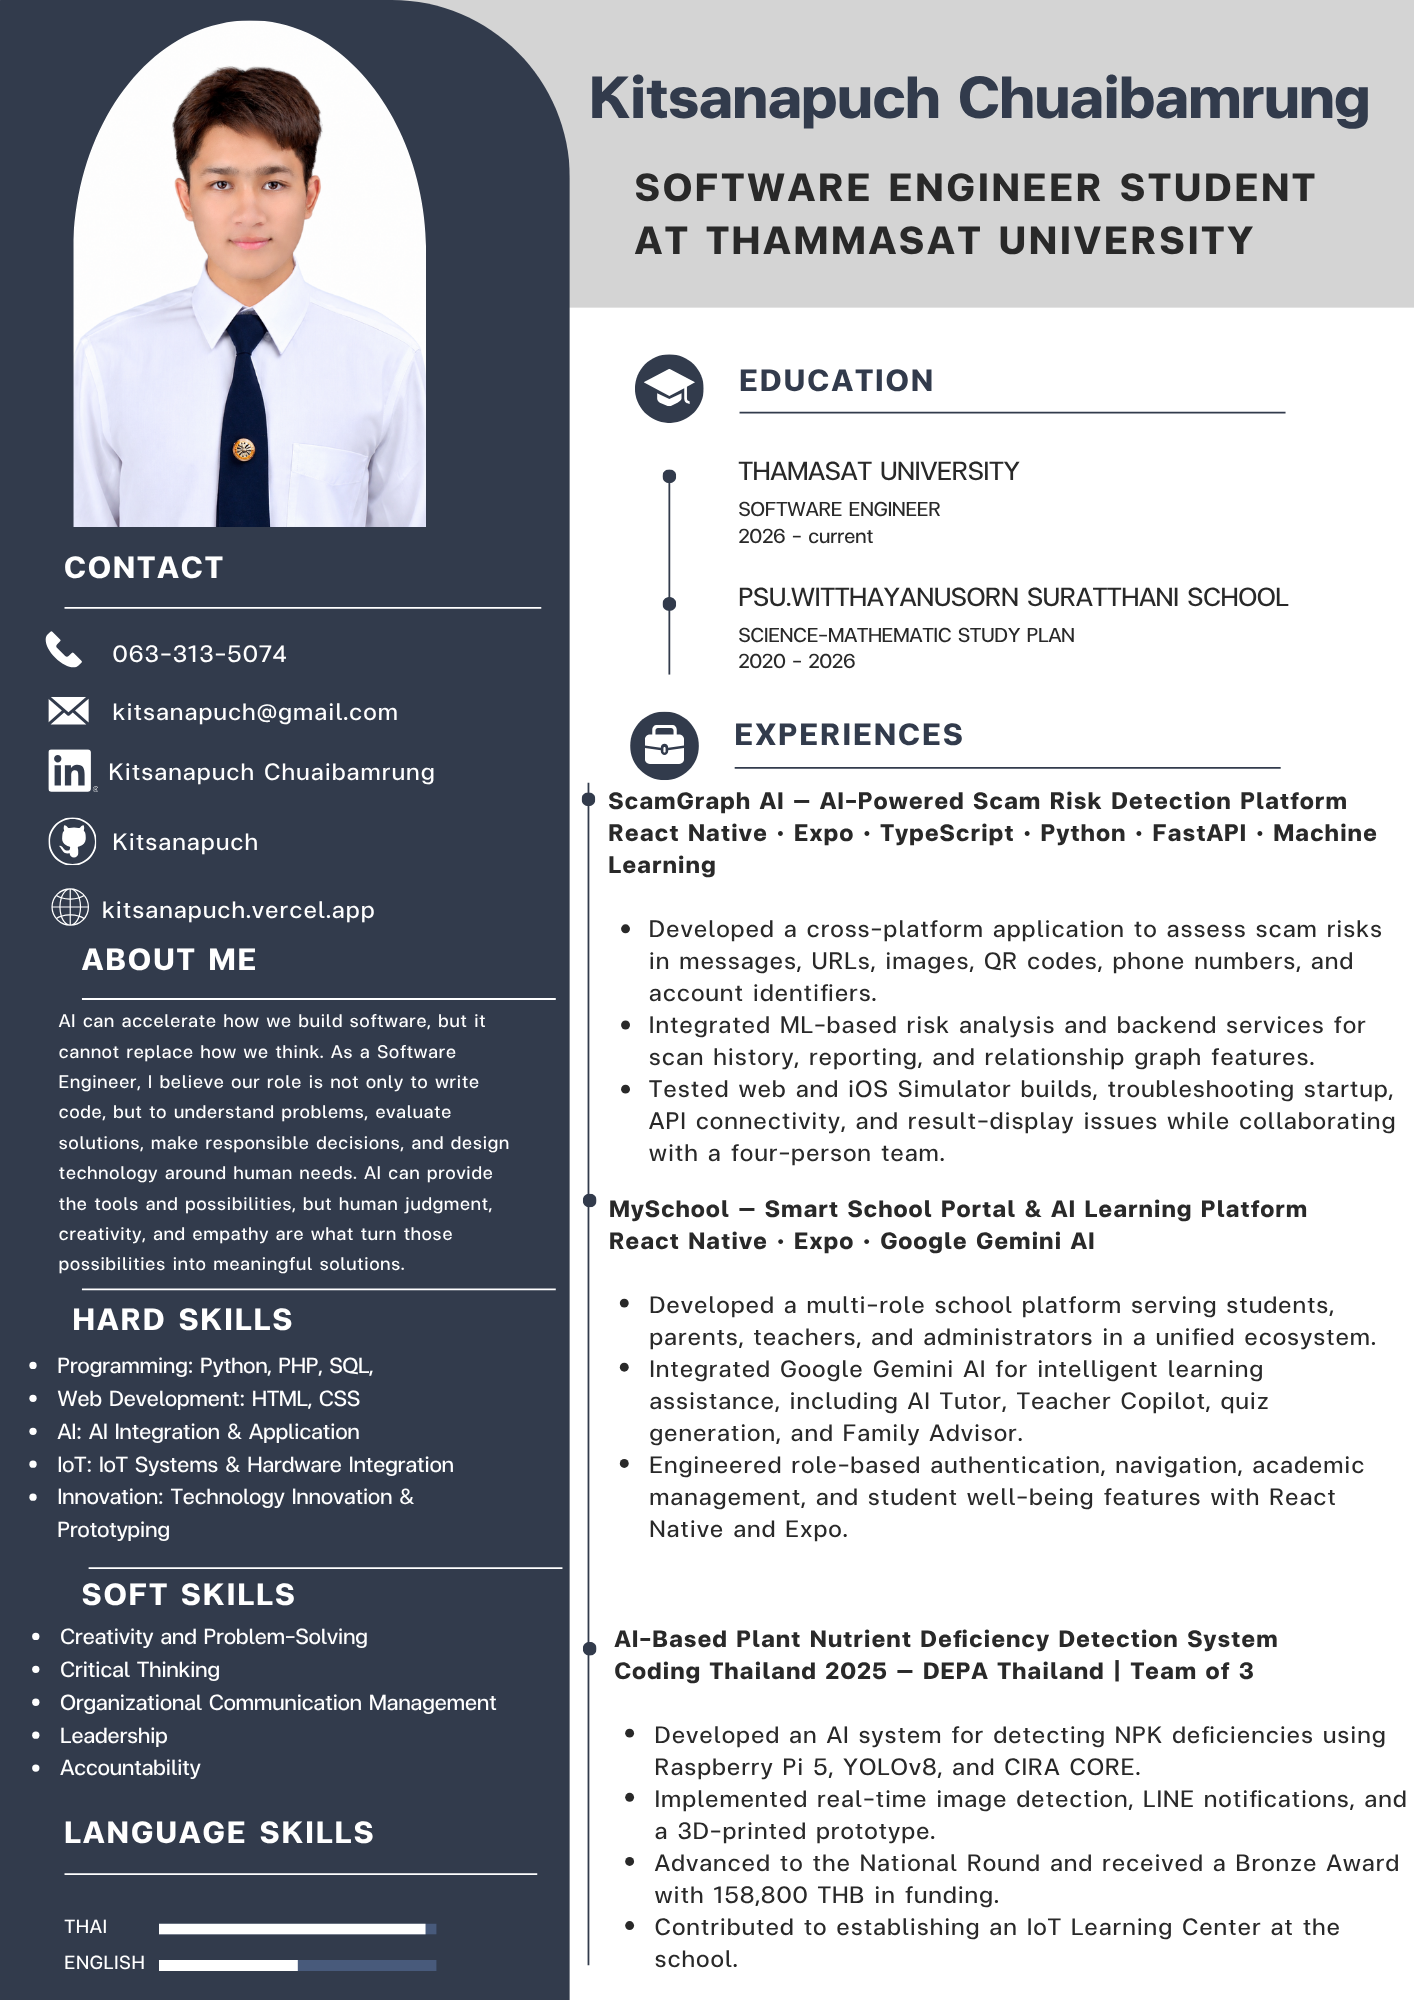 Kitsanapuch Chuaibamrung
SOFTWARE ENGINEER STUDENT
AT THAMMASAT UNIVERSITY
CONTACT
063-313-5074
kitsanapuch@gmail.com
in
Kitsanapuch Chuaibamrung
Kitsanapuch
kitsanapuch.vercel.app
ABOUT ME
AI can accelerate how we build software, but it
cannot replace how we think. As a Software
Engineer, I believe our role is not only to write
code, but to understand problems, evaluate
solutions, make responsible decisions, and design
technology around human needs. AI can provide
the tools and possibilities, but human judgment,
creativity, and empathy are what turn those
possibilities into meaningful solutions.
HARD SKILLS
• Programming: Python, PHP, SQL,
• Web Development: HTML, CSS
• AI: AI Integration & Application
• IoT: IoT Systems & Hardware Integration
• Innovation: Technology Innovation &
Prototyping
SOFT SKILLS
• Creativity and Problem-Solving
• Critical Thinking
• Organizational Communication Management
• Leadership
• Accountability
LANGUAGE SKILLS
THAI
ENGLISH
EDUCATION
THAMASAT UNIVERSITY
SOFTWARE ENGINEER
2026 - current
PSU.WITTHAYANUSORN SURATTHANI SCHOOL
SCIENCE-MATHEMATIC STUDY PLAN
2020 - 2026
EXPERIENCES
ScamGraph AI — AI-Powered Scam Risk Detection Platform
React Native · Expo · TypeScript · Python · FastAPI · Machine
Learning
• Developed a cross-platform application to assess scam risks
in messages, URLs, images, QR codes, phone numbers, and
account identifiers.
• Integrated ML-based risk analysis and backend services for
scan history, reporting, and relationship graph features.
• Tested web and iOS Simulator builds, troubleshooting startup,
API connectivity, and result-display issues while collaborating
with a four-person team.
MySchool — Smart School Portal & AI Learning Platform
React Native · Expo · Google Gemini AI
• Developed a multi-role school platform serving students,
parents, teachers, and administrators in a unified ecosystem.
• Integrated Google Gemini AI for intelligent learning
assistance, including AI Tutor, Teacher Copilot, quiz
generation, and Family Advisor.
• Engineered role-based authentication, navigation, academic
management, and student well-being features with React
Native and Expo.
AI-Based Plant Nutrient Deficiency Detection System
Coding Thailand 2025 — DEPA Thailand | Team of 3
• Developed an AI system for detecting NPK deficiencies using
Raspberry Pi 5, YOLOv8, and CIRA CORE.
• Implemented real-time image detection, LINE notifications, and
a 3D-printed prototype.
• Advanced to the National Round and received a Bronze Award
with 158,800 THB in funding.
• Contributed to establishing an IoT Learning Center at the
school.